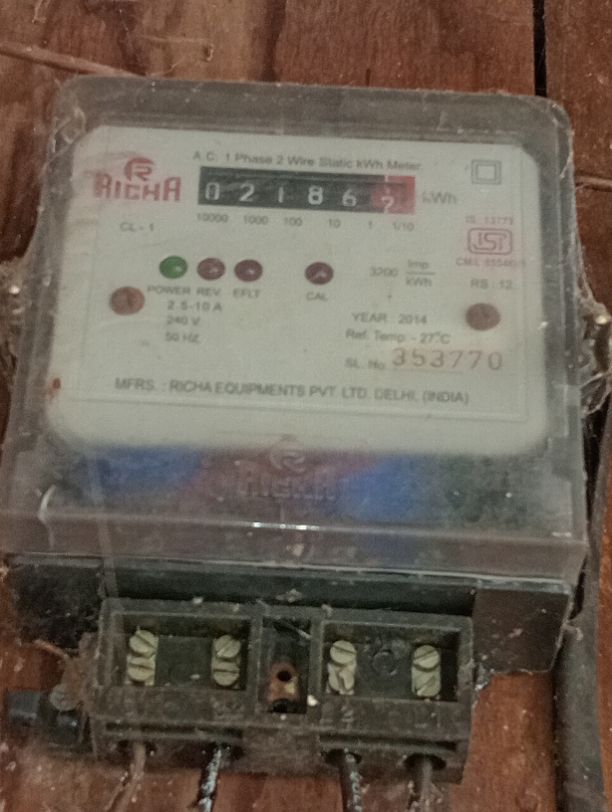 A.C. 1 Phase 2 Wire Static kWh Meter
RICHA
0 2 1 8 6 kWh
10000 1000 100 10 1 1/10
CL - 1
IS 13779
ISI
CM/L
POWER REV. EFLT CAL
3200 Imp kWh
RS : 12
2.5-10 A
240 V
50 HZ
YEAR : 2014
Ref. Temp. - 27°C
SL. No. 353770
MFRS. : RICHA EQUIPMENTS PVT. LTD. DELHI, (INDIA)
RICHA